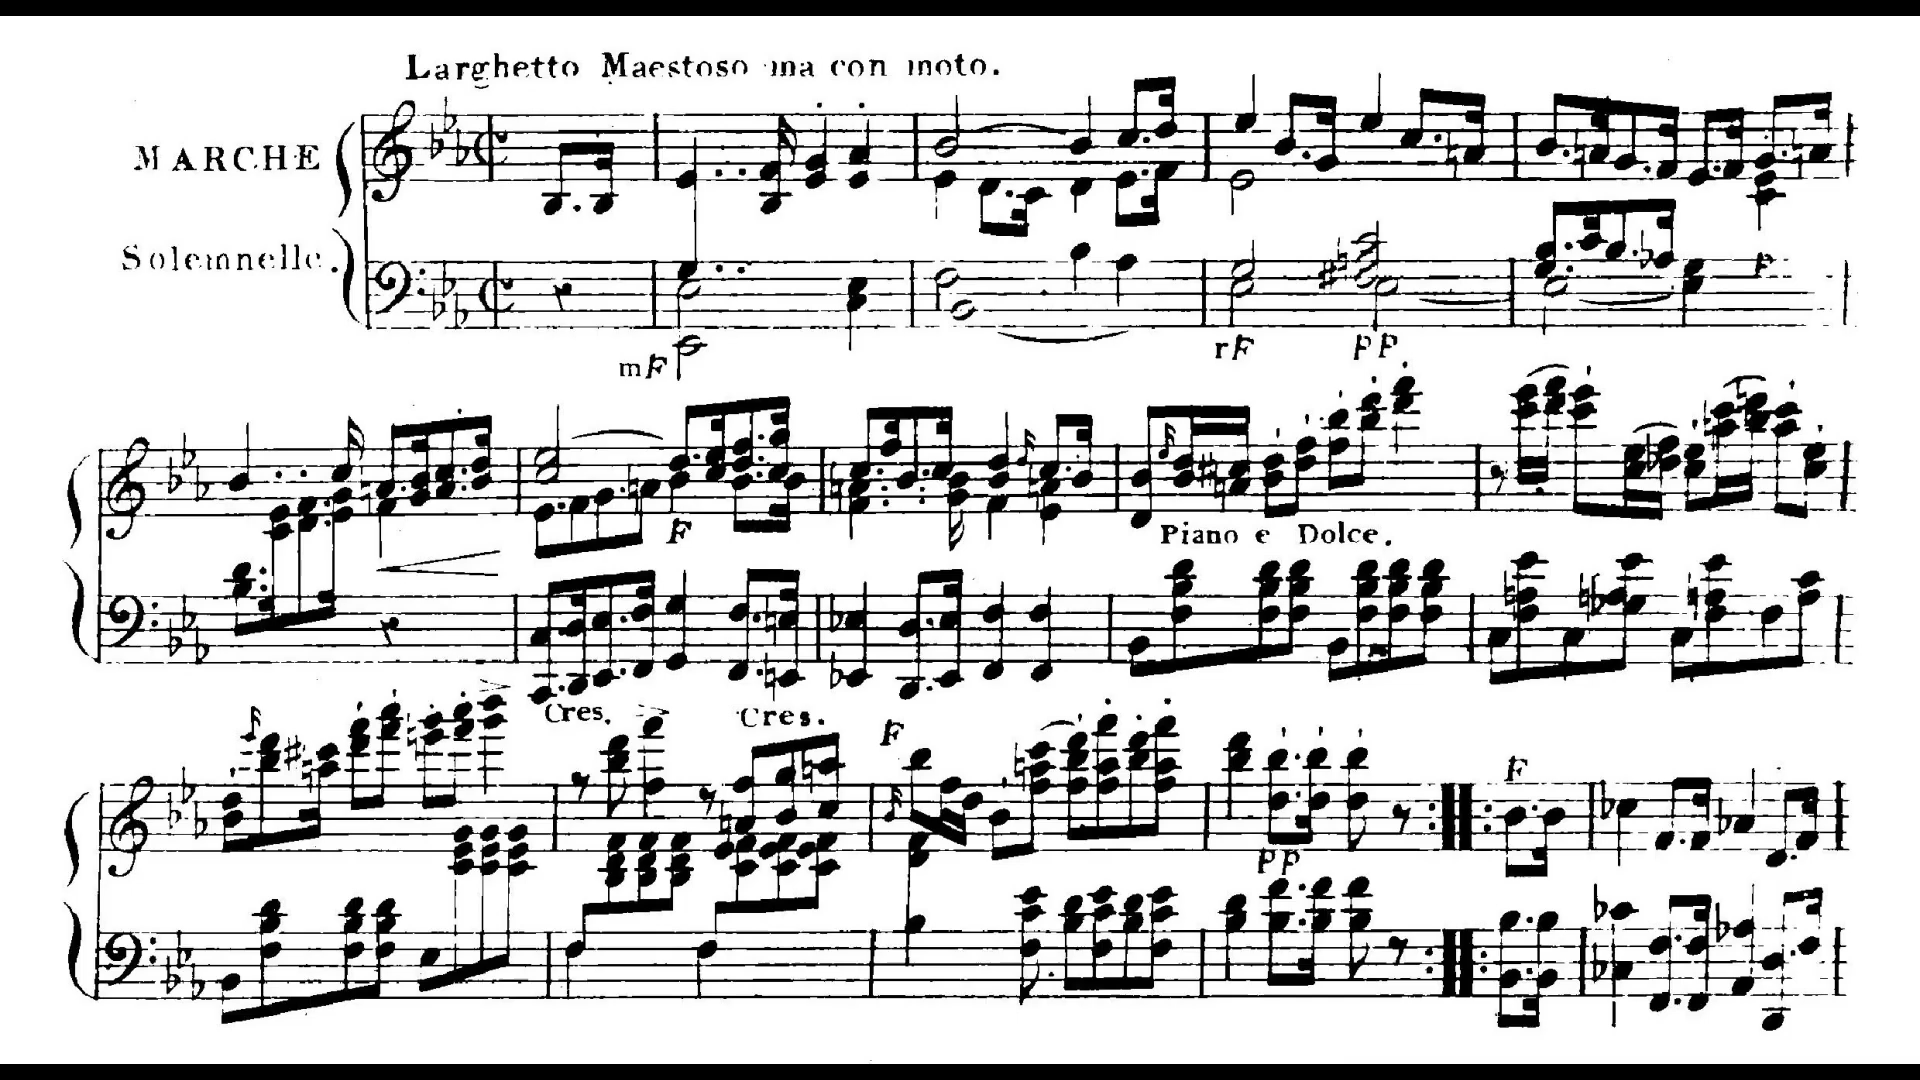 Larghetto Maestoso ma con moto.
MARCHE
Solemnelle.
mF
rF PP
F
F
Piano e Dolce.
Cres. Cres.
F
PP
F